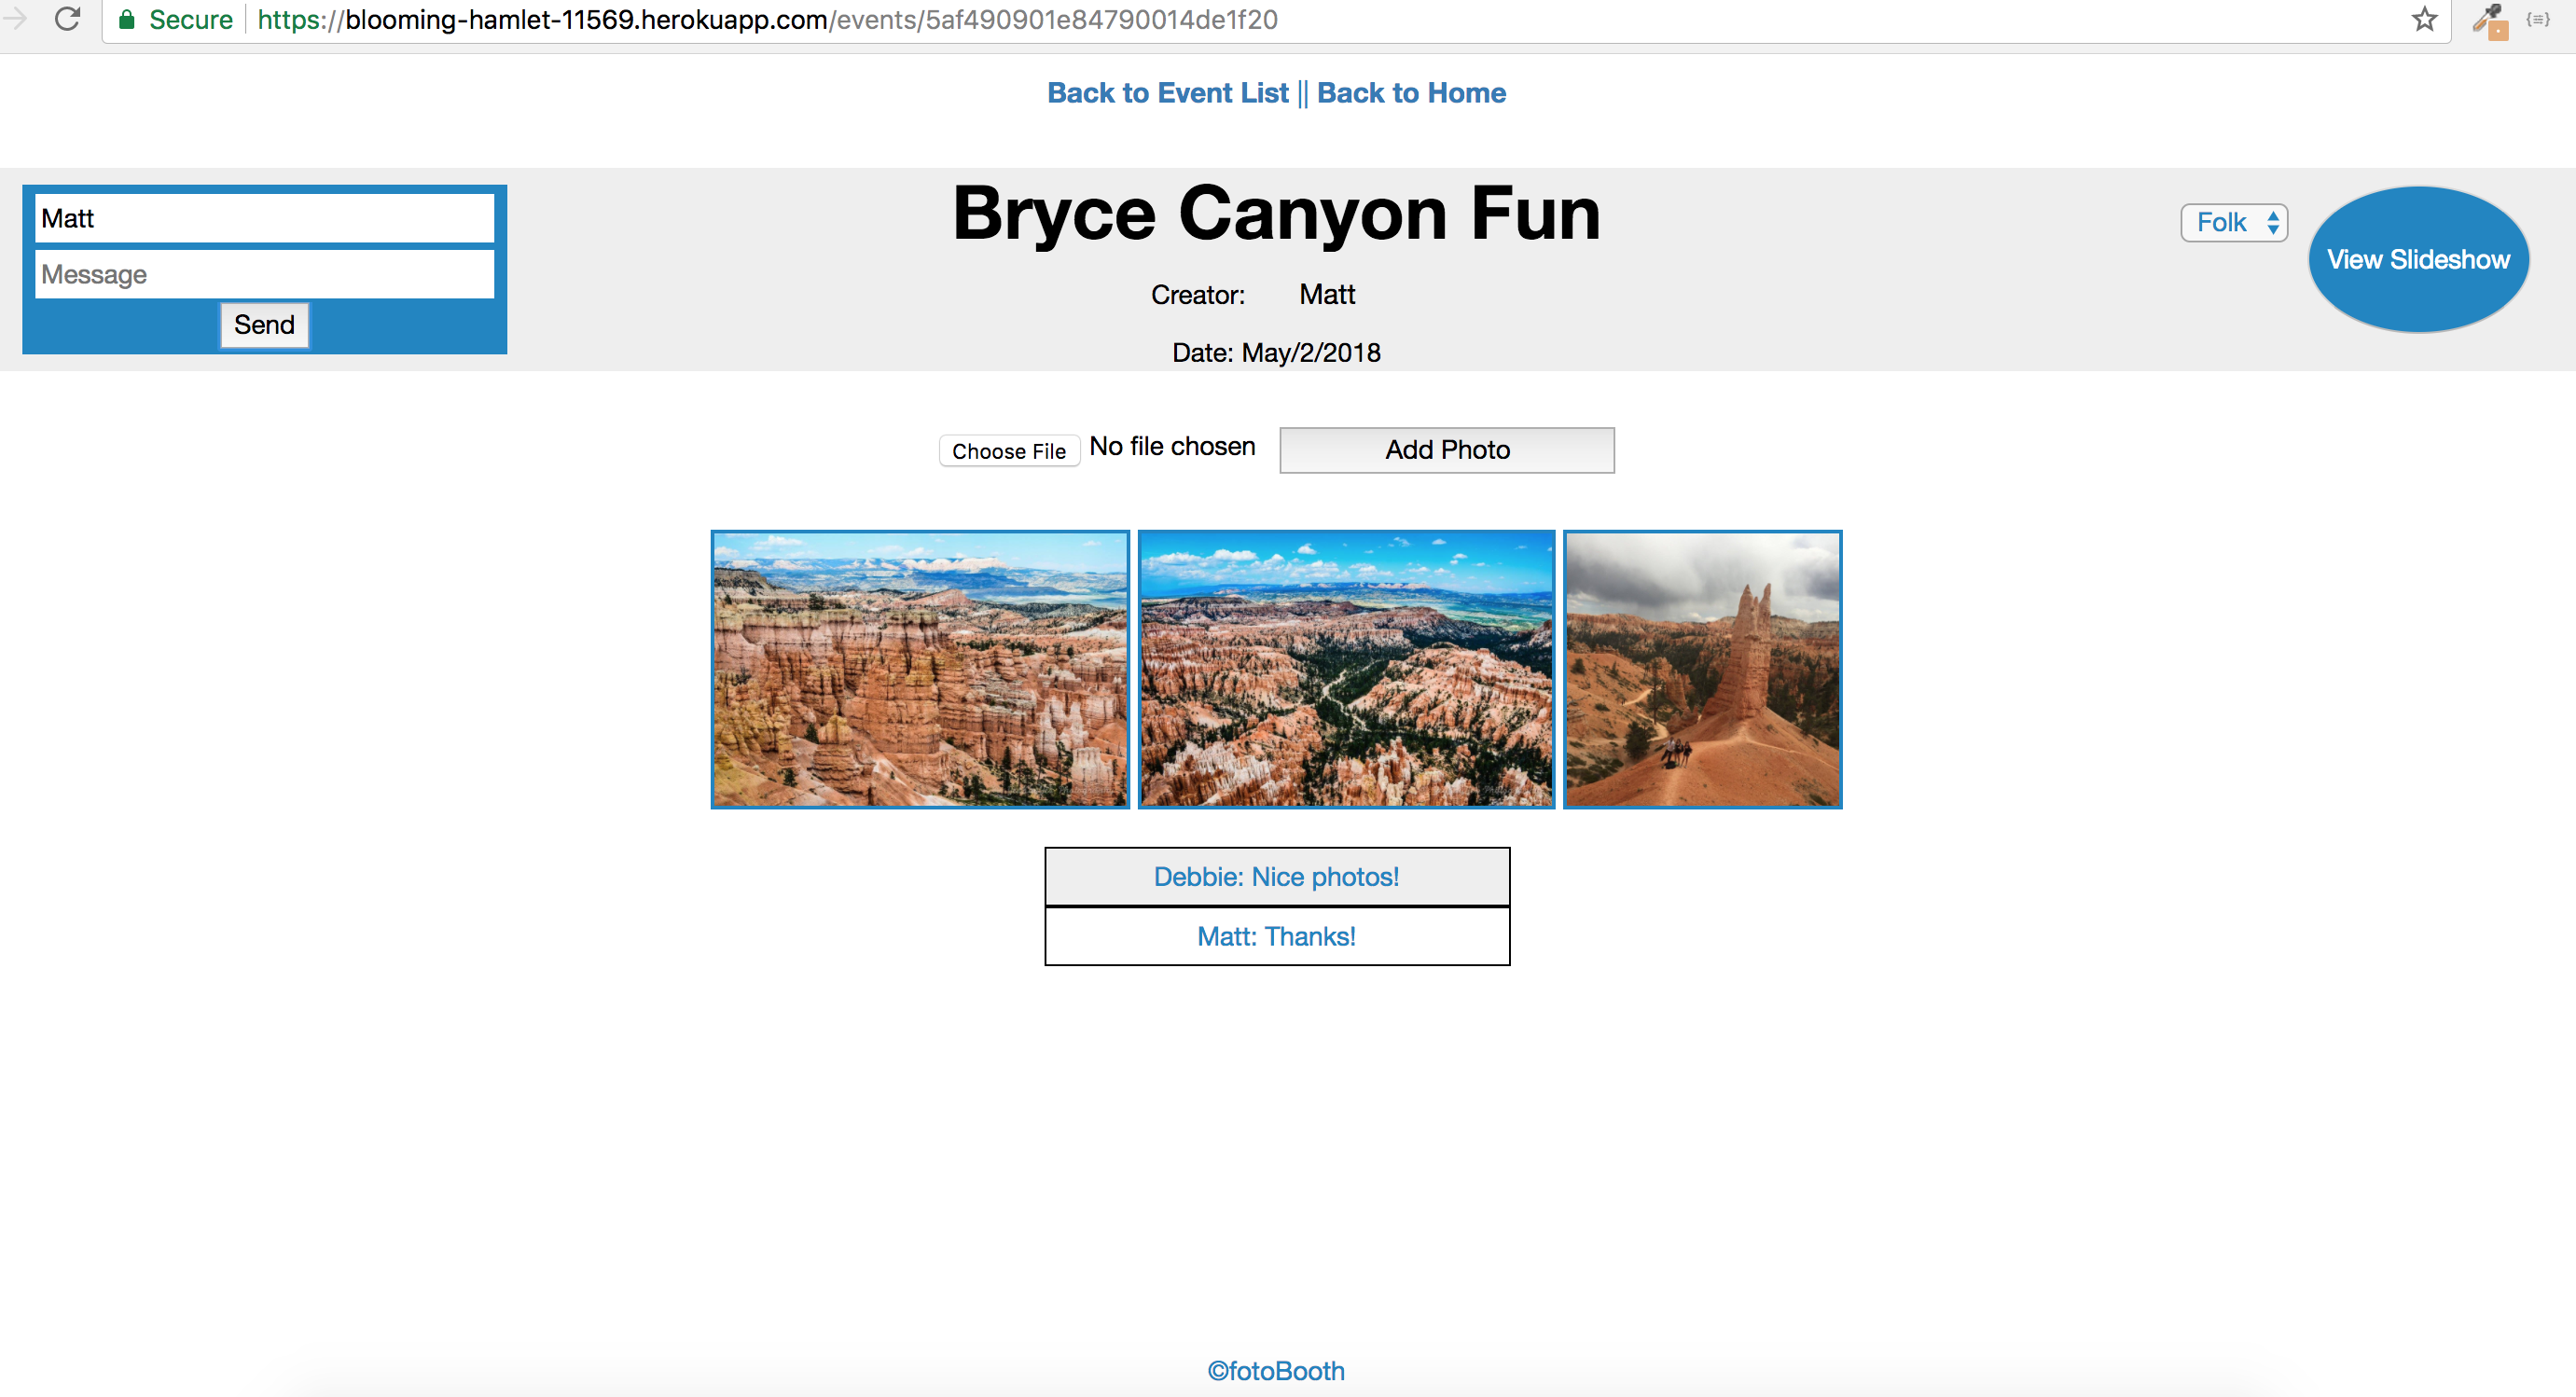 Secure https://blooming-hamlet-11569.herokuapp.com/events/5af490901e84790014de1f20
Back to Event List || Back to Home
Bryce Canyon Fun
Matt
Message
Send
Creator: Matt
Date: May/2/2018
Folk
View Slideshow
Choose File No file chosen Add Photo
Debbie: Nice photos!
Matt: Thanks!
©fotoBooth